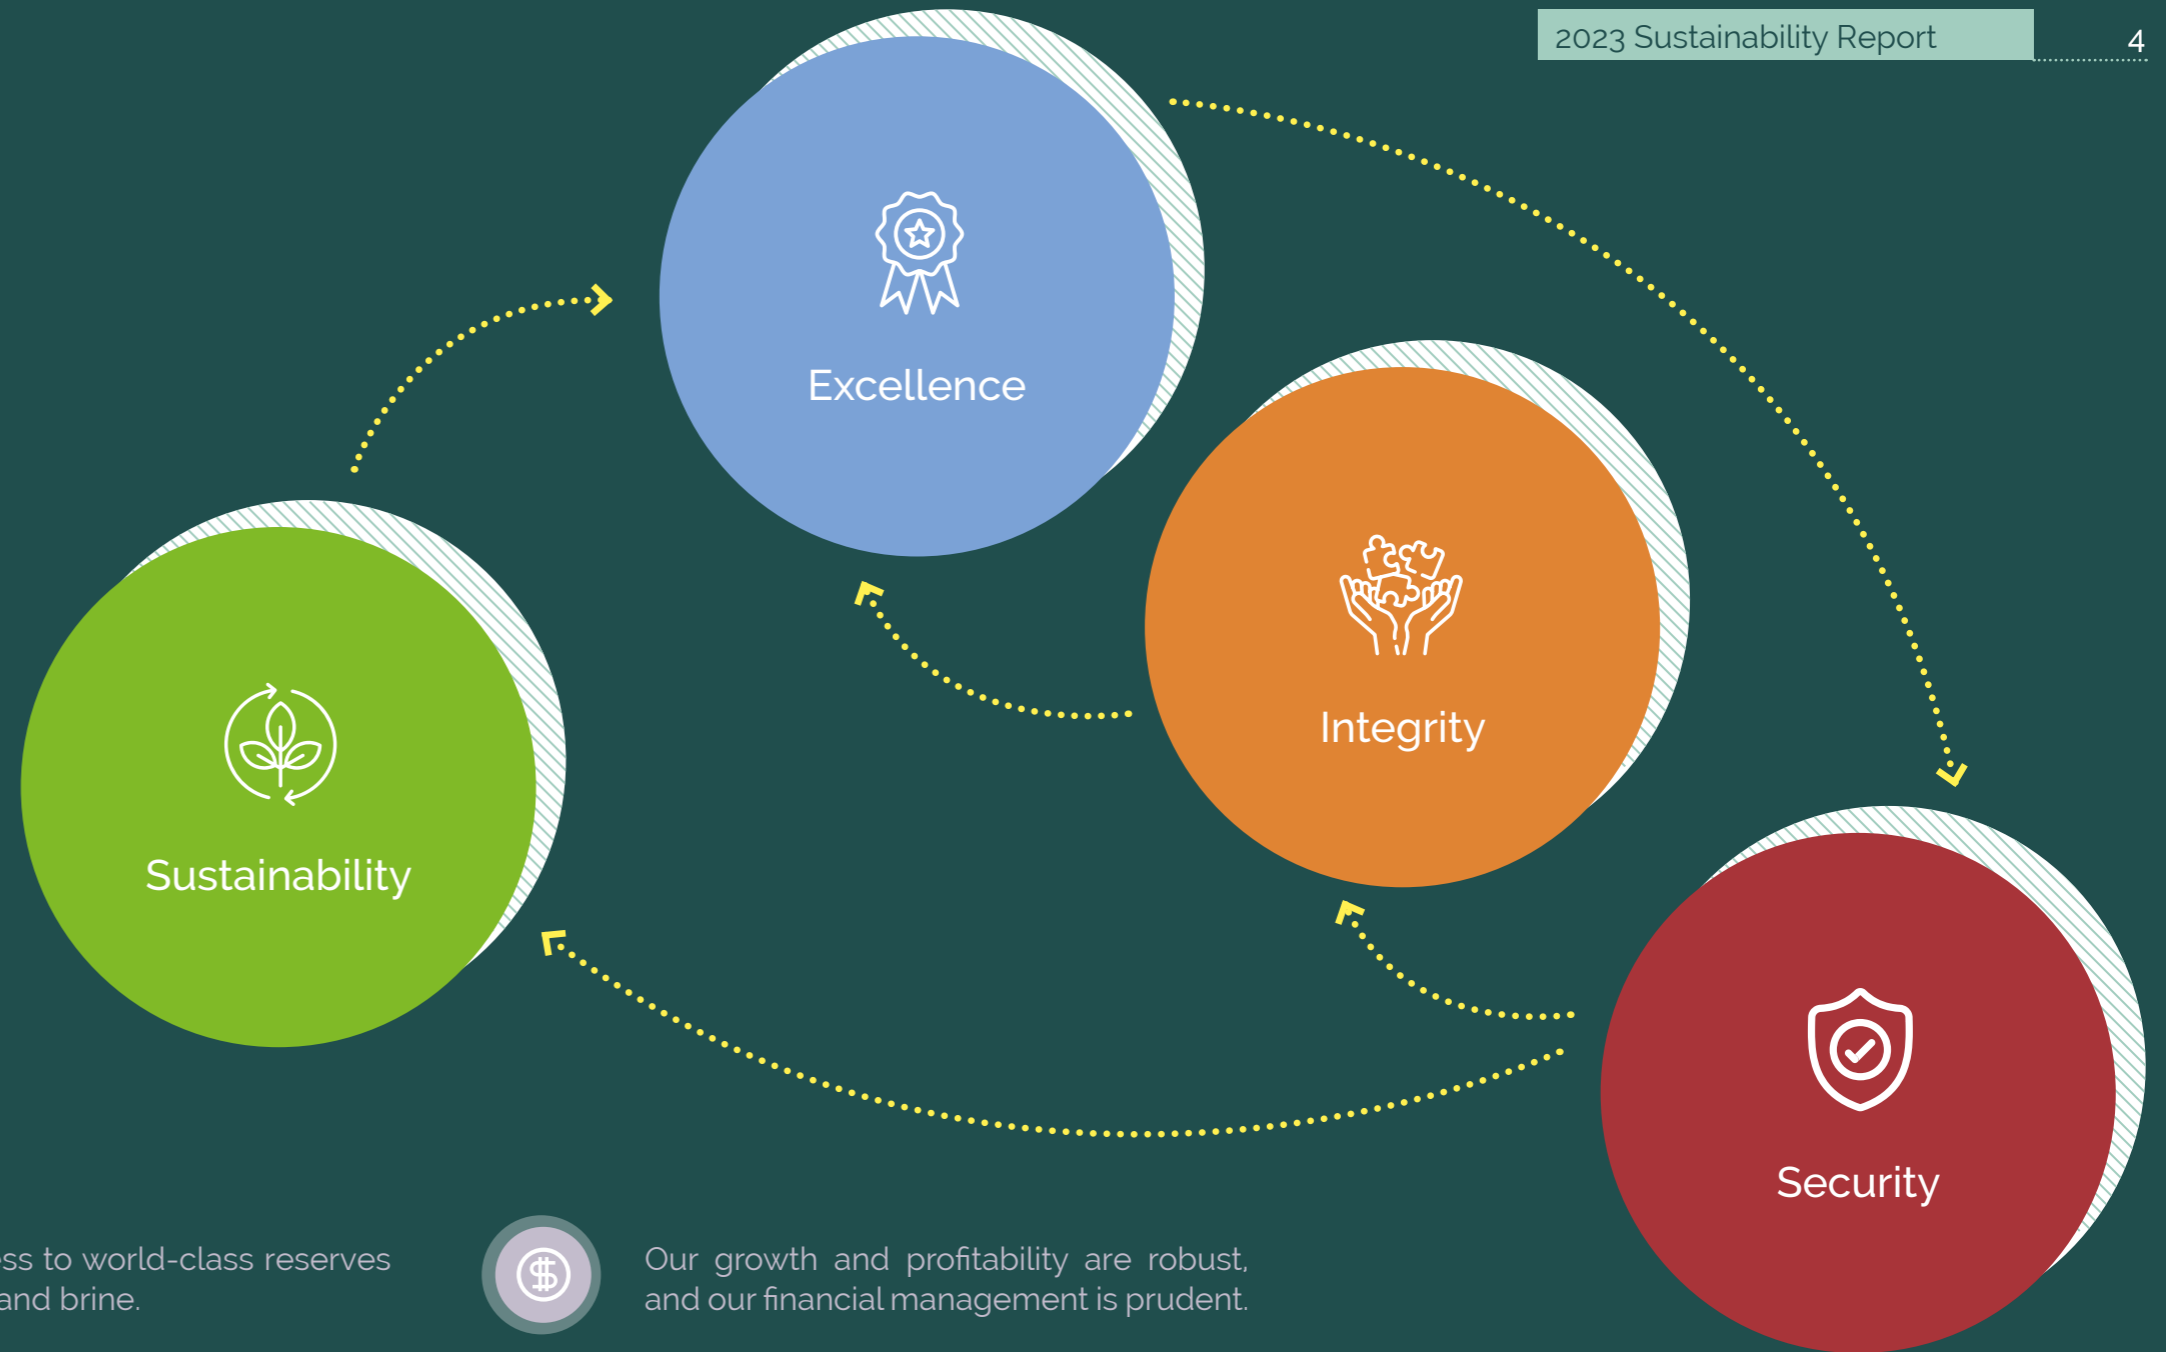 2023 Sustainability Report
4
Excellence
Integrity
Sustainability
Security
to world-class reserves
and brine.
Our growth and profitability are robust,
and our financial management is prudent.